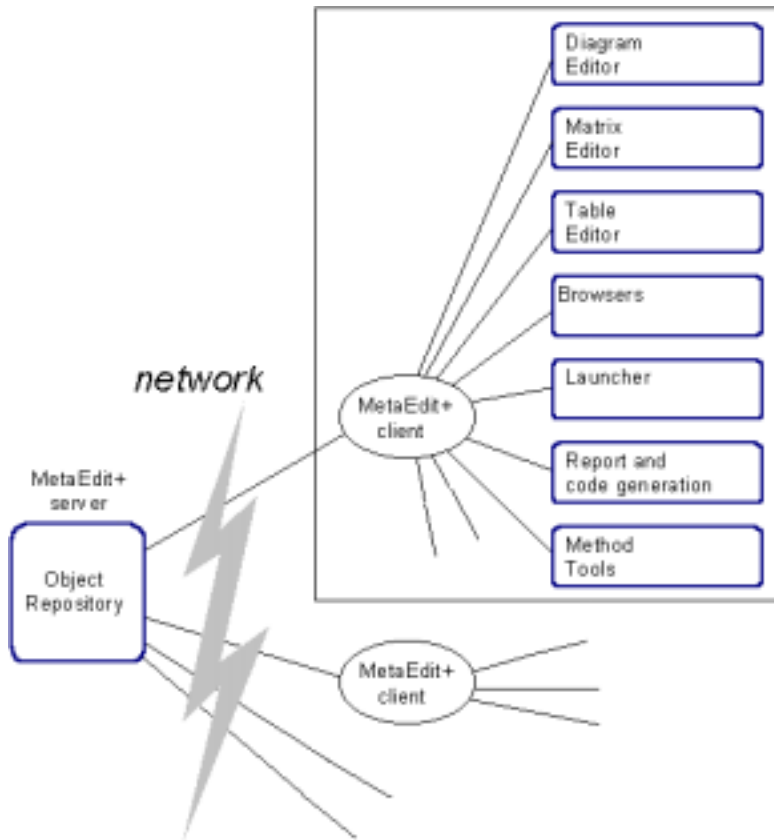 Diagram
Editor
Matrix
Editor
Table
Editor
Browsers
Launcher
Report and
code generation
Method
Tools
MetaEdit+
client
network
MetaEdit+
server
Object
Repository
MetaEdit+
client